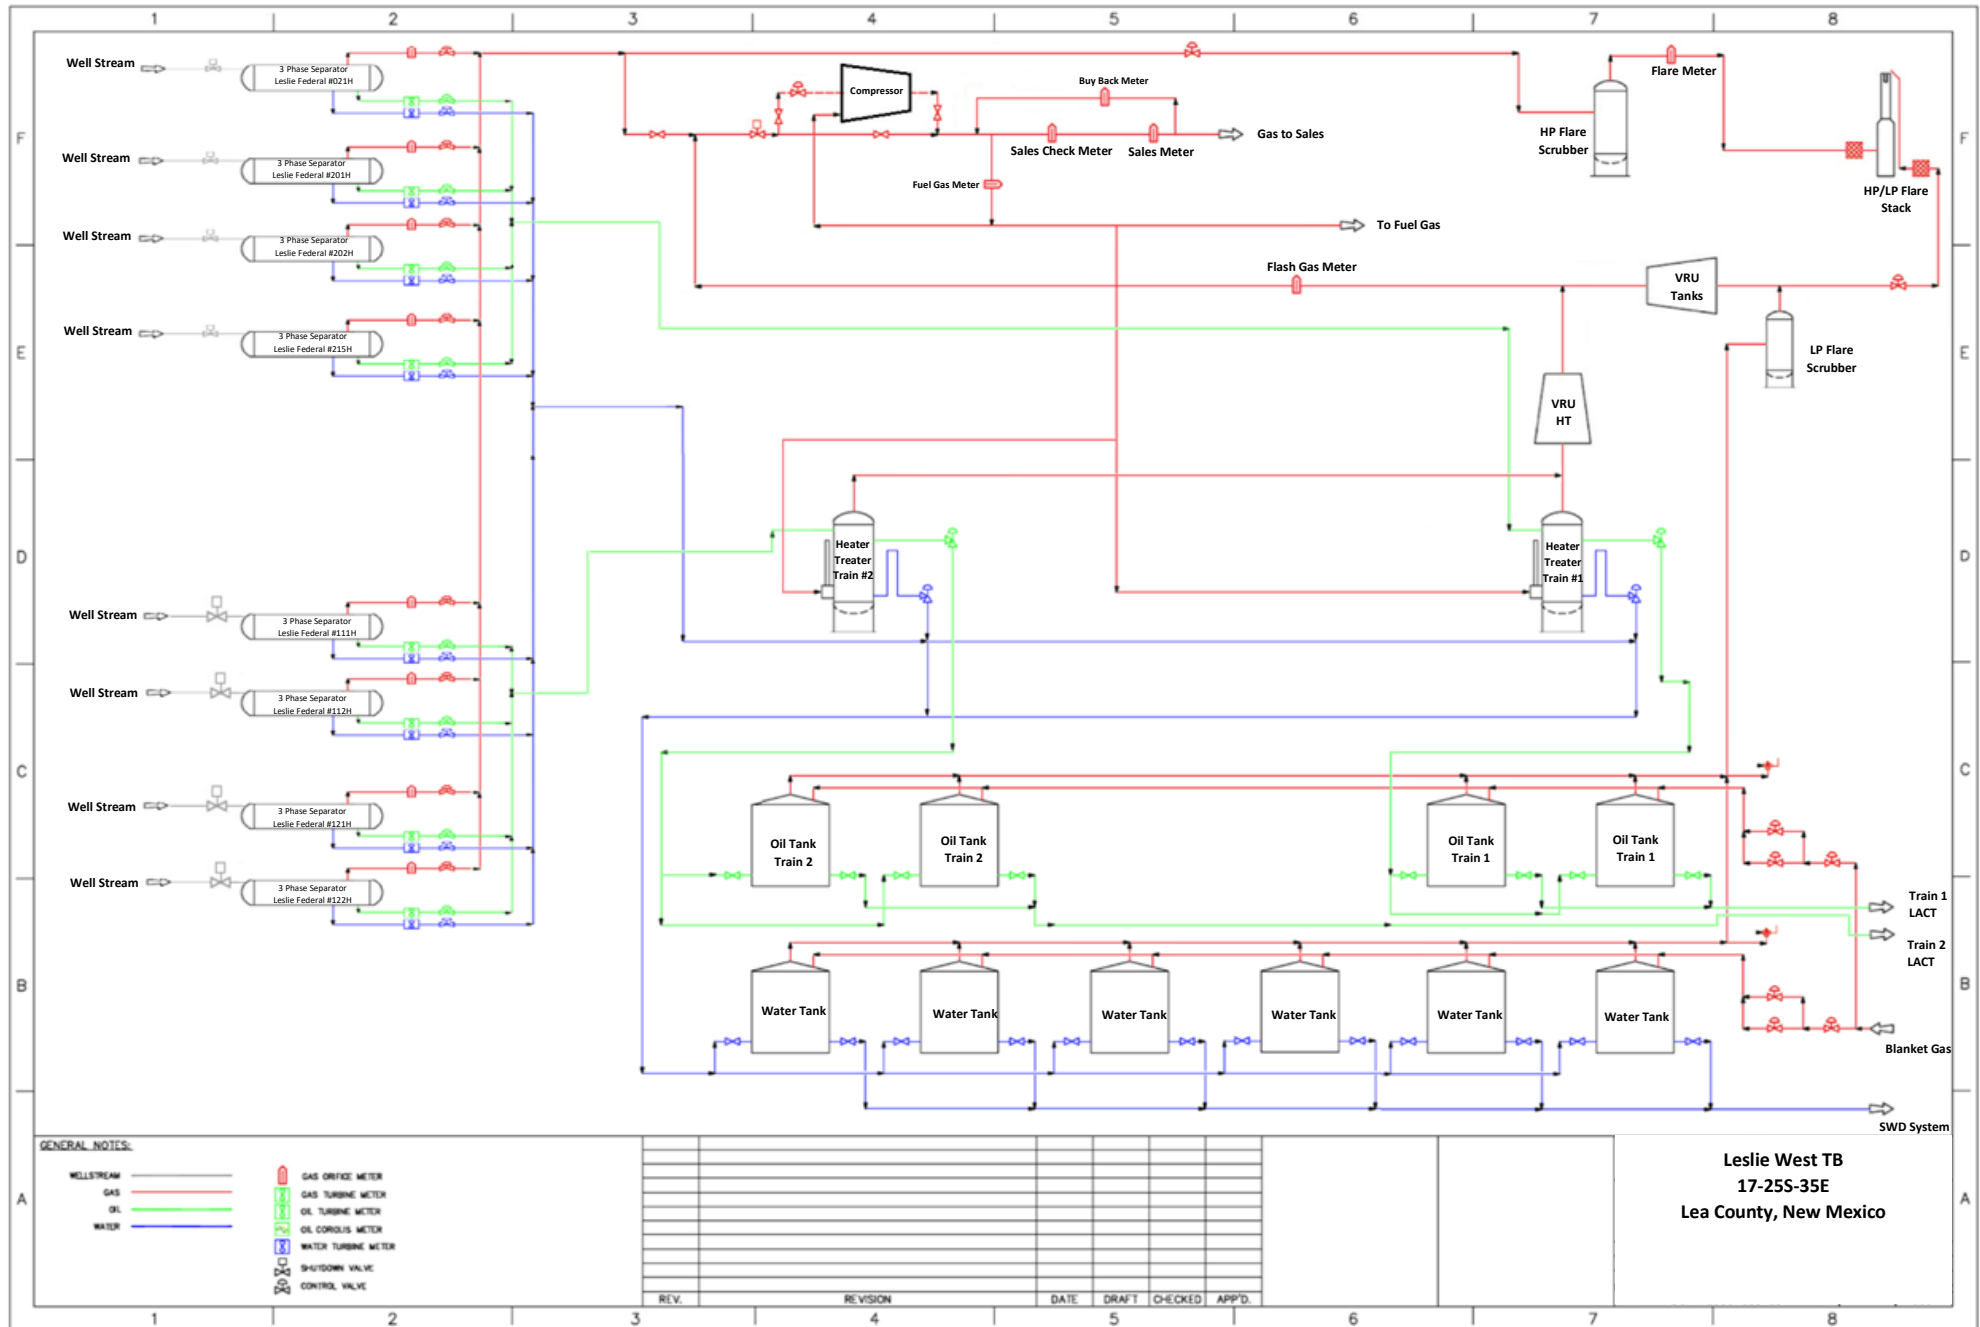 1 2 3 4 5 6 7 8
Well Stream
3 Phase Separator
Leslie Federal #021H
Compressor
Buy Back Meter
Flare Meter
F
F
Well Stream
3 Phase Separator
Leslie Federal #201H
Sales Check Meter
Sales Meter
Gas to Sales
HP Flare
Scrubber
HP/LP Flare
Stack
Fuel Gas Meter
To Fuel Gas
Well Stream
3 Phase Separator
Leslie Federal #202H
Flash Gas Meter
VRU
Tanks
Well Stream
3 Phase Separator
Leslie Federal #215H
E
E
LP Flare
Scrubber
VRU
HT
D
D
Heater
Treater
Train #2
Heater
Treater
Train #1
Well Stream
3 Phase Separator
Leslie Federal #111H
Well Stream
3 Phase Separator
Leslie Federal #112H
C
C
Well Stream
3 Phase Separator
Leslie Federal #121H
Oil Tank
Train 2
Oil Tank
Train 2
Oil Tank
Train 1
Oil Tank
Train 1
Well Stream
3 Phase Separator
Leslie Federal #122H
Train 1
LACT
Train 2
LACT
B
B
Water Tank
Water Tank
Water Tank
Water Tank
Water Tank
Water Tank
Blanket Gas
SWD System
GENERAL NOTES:
WELLSTREAM
GAS
OIL
WATER
GAS ORIFICE METER
GAS TURBINE METER
OIL TURBINE METER
OIL CORIOLIS METER
WATER TURBINE METER
SHUTDOWN VALVE
CONTROL VALVE
A
A
REV. REVISION DATE DRAFT CHECKED APP'D.
Leslie West TB
17-25S-35E
Lea County, New Mexico
1 2 3 4 5 6 7 8